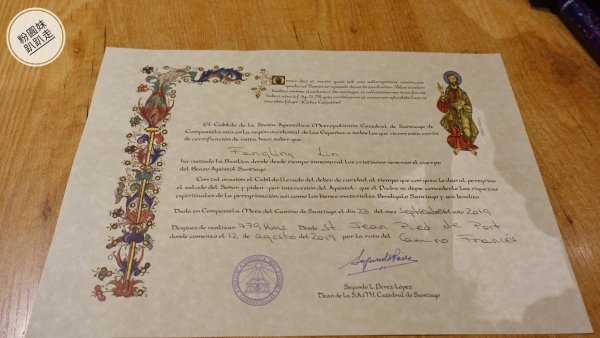 粉圓妹
趴趴走
El Cabildo de la Santa Apostólica Metropolitana Catedral de Santiago de
Compostela sita en la región occidental de las Españas a todos los que vieren esta carta
de certificación de visita, hace saber que:
Fangling Lin
ha visitado la Basílica donde desde tiempo inmemorial los cristianos veneran el cuerpo
del Beato Apóstol Santiago.
Con tal ocasión el Cabildo llevado del deber de caridad, al tiempo que con gozo le dan al peregrino
el saludo del Señor y piden -por intercesión del Apóstol- que el Padre se digne concederle las riquezas
espirituales de la peregrinación así como los bienes materiales. Bendígalo Santiago y sea bendito.
Dada en Compostela Meta del Camino de Santiago el día 23 del mes septiembre del año 2019
Después de realizar 779 Kms. Desde St. Jean Pied de Port
donde comenzó el 12 de agosto del 2019 por la ruta del Camino Francés
Segundo L. Pérez López
Deán de la S.A.M.I. Catedral de Santiago